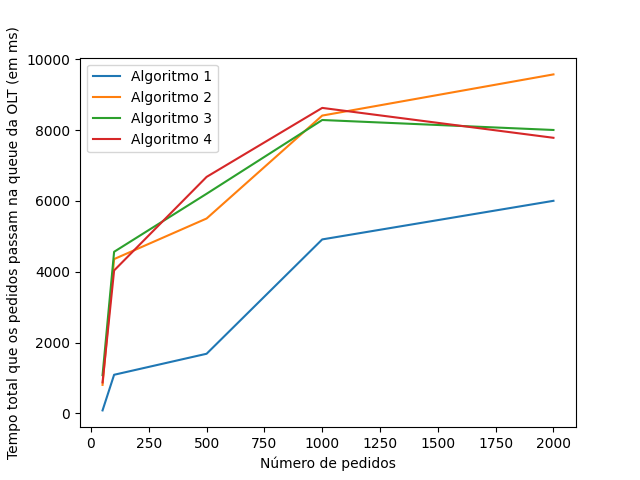 Tempo total que os pedidos passam na queue da OLT (em ms)
10000
8000
6000
4000
2000
0
Algoritmo 1
Algoritmo 2
Algoritmo 3
Algoritmo 4
0 250 500 750 1000 1250 1500 1750 2000
Número de pedidos